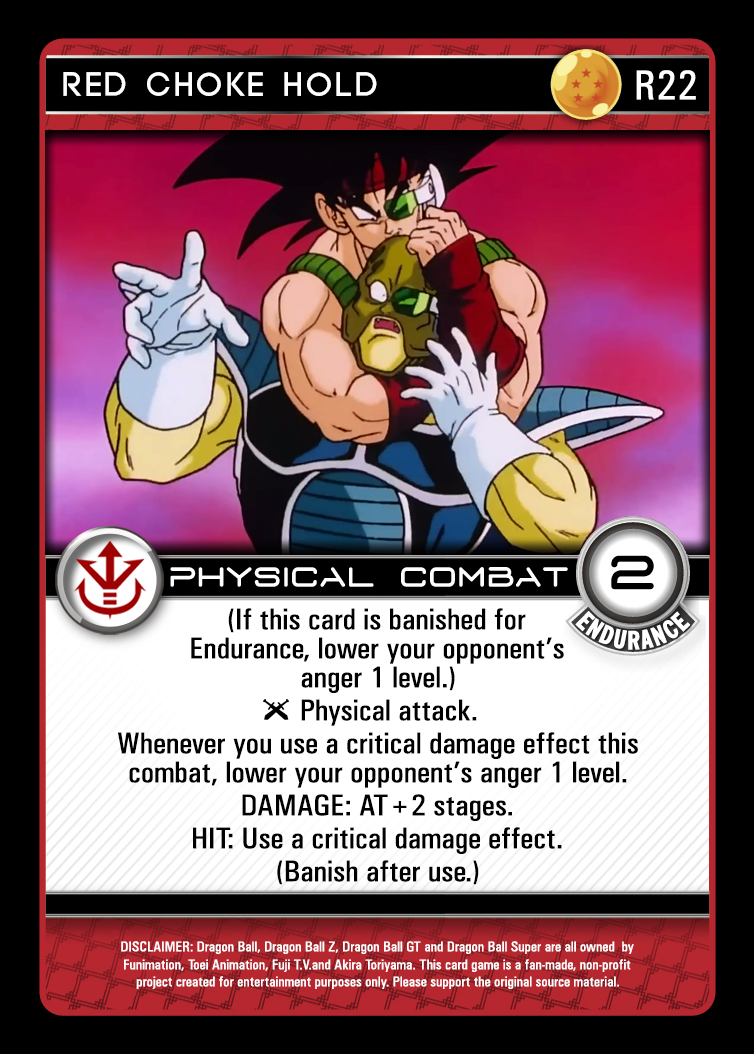 RED CHOKE HOLD R22
PHYSICAL COMBAT 2
ENDURANCE
(If this card is banished for
Endurance, lower your opponent's
anger 1 level.)
Physical attack.
Whenever you use a critical damage effect this
combat, lower your opponent's anger 1 level.
DAMAGE: AT + 2 stages.
HIT: Use a critical damage effect.
(Banish after use.)
DISCLAIMER: Dragon Ball, Dragon Ball Z, Dragon Ball GT and Dragon Ball Super are all owned by
Funimation, Toei Animation, Fuji T.V.and Akira Toriyama. This card game is a fan-made, non-profit
project created for entertainment purposes only. Please support the original source material.